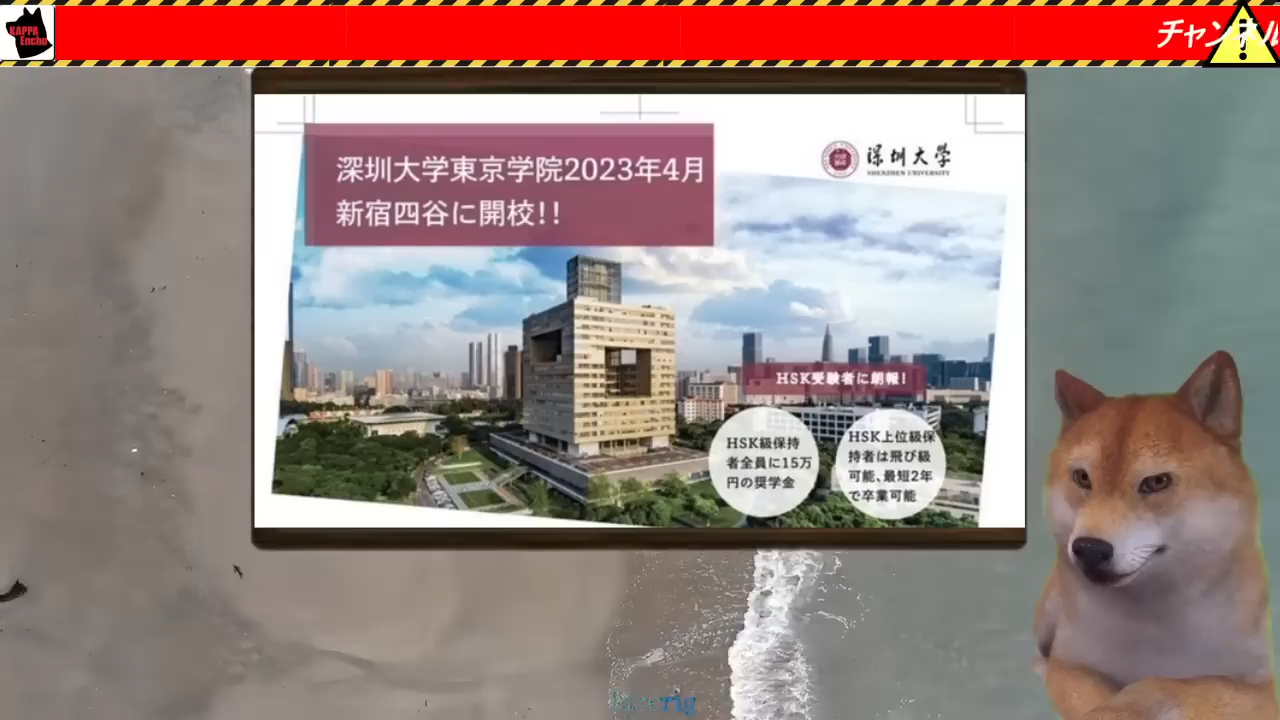 KAPPA
Encho
チャンネル
深圳大学東京学院2023年4月
新宿四谷に開校!!
深圳大学
SHENZHEN UNIVERSITY
HSK受験者に朗報!
HSK級保持
者全員に15万
円の奨学金
HSK上位級保
持者は飛び級
可能、最短2年
で卒業可能
facerig